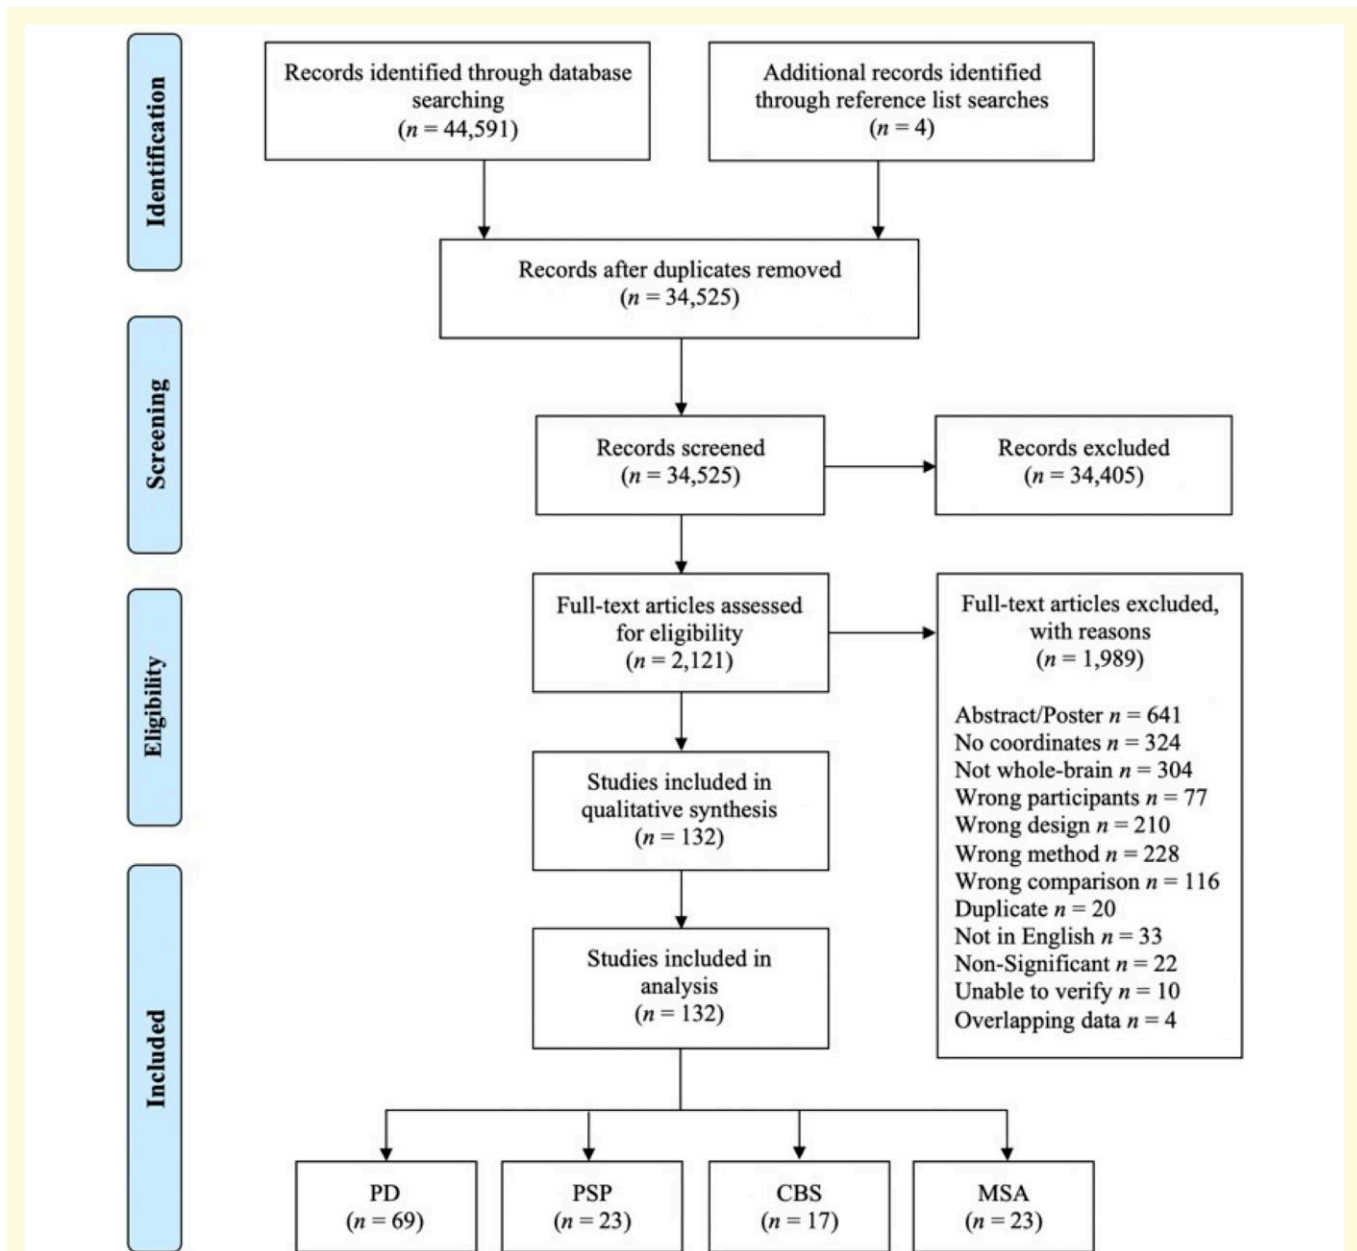 Identification
Records identified through database
searching
(n = 44,591)
Additional records identified
through reference list searches
(n = 4)
Records after duplicates removed
(n = 34,525)
Screening
Records screened
(n = 34,525)
Records excluded
(n = 34,405)
Eligibility
Full-text articles assessed
for eligibility
(n = 2,121)
Full-text articles excluded,
with reasons
(n = 1,989)
Abstract/Poster n = 641
No coordinates n = 324
Not whole-brain n = 304
Wrong participants n = 77
Wrong design n = 210
Wrong method n = 228
Wrong comparison n = 116
Duplicate n = 20
Not in English n = 33
Non-Significant n = 22
Unable to verify n = 10
Overlapping data n = 4
Studies included in
qualitative synthesis
(n = 132)
Included
Studies included in
analysis
(n = 132)
PD
(n = 69)
PSP
(n = 23)
CBS
(n = 17)
MSA
(n = 23)